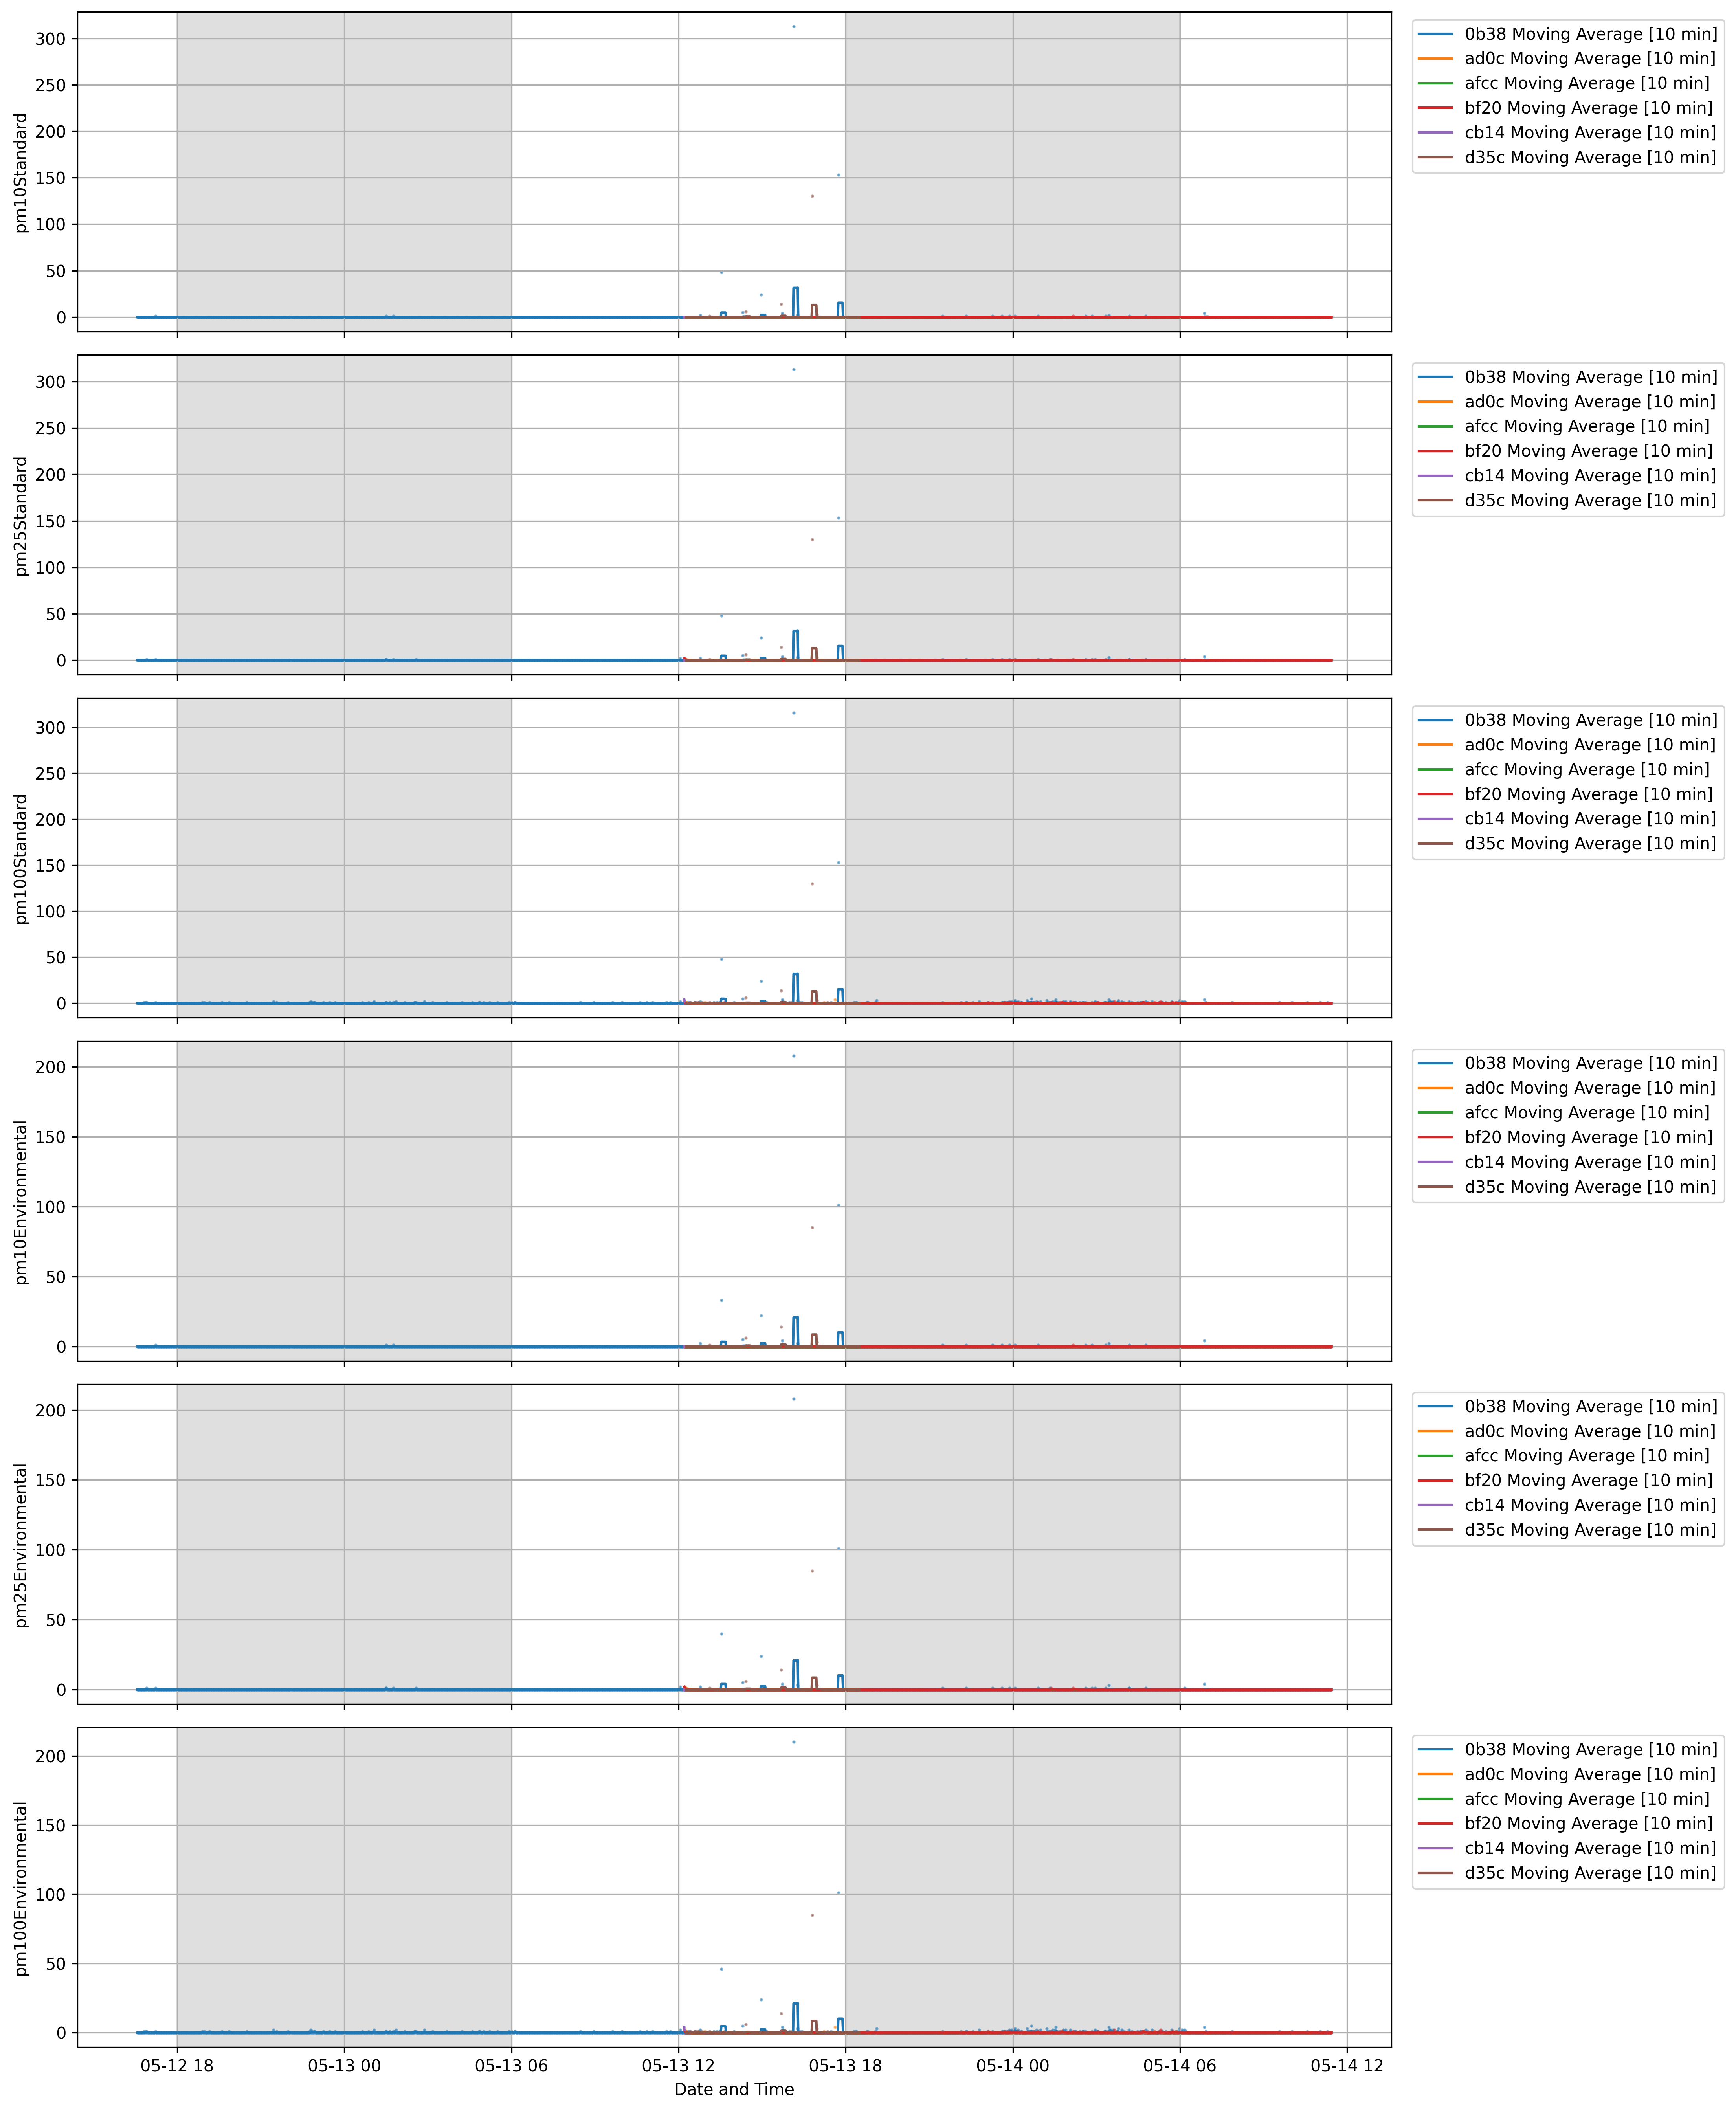 pm10Standard
300
250
200
150
100
50
0
0b38 Moving Average [10 min]
ad0c Moving Average [10 min]
afcc Moving Average [10 min]
bf20 Moving Average [10 min]
cb14 Moving Average [10 min]
d35c Moving Average [10 min]
pm25Standard
300
250
200
150
100
50
0
0b38 Moving Average [10 min]
ad0c Moving Average [10 min]
afcc Moving Average [10 min]
bf20 Moving Average [10 min]
cb14 Moving Average [10 min]
d35c Moving Average [10 min]
pm100Standard
300
250
200
150
100
50
0
0b38 Moving Average [10 min]
ad0c Moving Average [10 min]
afcc Moving Average [10 min]
bf20 Moving Average [10 min]
cb14 Moving Average [10 min]
d35c Moving Average [10 min]
pm10Environmental
200
150
100
50
0
0b38 Moving Average [10 min]
ad0c Moving Average [10 min]
afcc Moving Average [10 min]
bf20 Moving Average [10 min]
cb14 Moving Average [10 min]
d35c Moving Average [10 min]
pm25Environmental
200
150
100
50
0
0b38 Moving Average [10 min]
ad0c Moving Average [10 min]
afcc Moving Average [10 min]
bf20 Moving Average [10 min]
cb14 Moving Average [10 min]
d35c Moving Average [10 min]
pm100Environmental
200
150
100
50
0
0b38 Moving Average [10 min]
ad0c Moving Average [10 min]
afcc Moving Average [10 min]
bf20 Moving Average [10 min]
cb14 Moving Average [10 min]
d35c Moving Average [10 min]
05-12 18 05-13 00 05-13 06 05-13 12 05-13 18 05-14 00 05-14 06 05-14 12
Date and Time